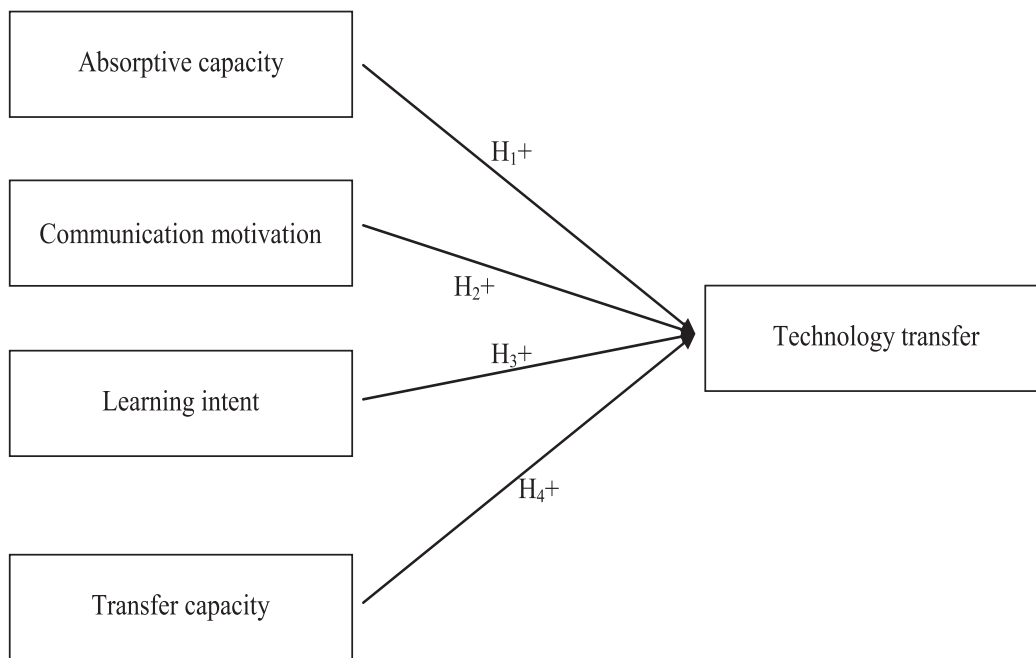 Absorptive capacity
H₁+
Communication motivation
H₂+
Technology transfer
H₃+
Learning intent
H₄+
Transfer capacity